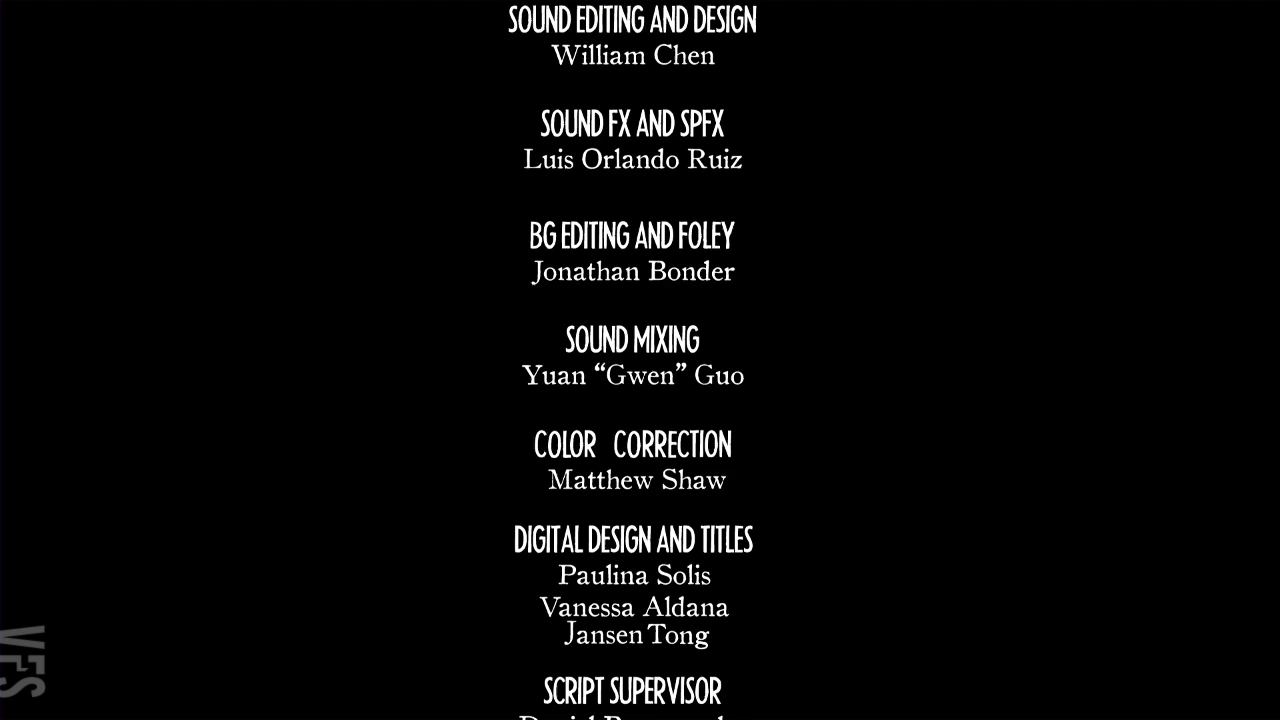 SOUND EDITING AND DESIGN
William Chen
SOUND FX AND SPFX
Luis Orlando Ruiz
BG EDITING AND FOLEY
Jonathan Bonder
SOUND MIXING
Yuan “Gwen” Guo
COLOR CORRECTION
Matthew Shaw
DIGITAL DESIGN AND TITLES
Paulina Solis
Vanessa Aldana
Jansen Tong
SCRIPT SUPERVISOR
VFS